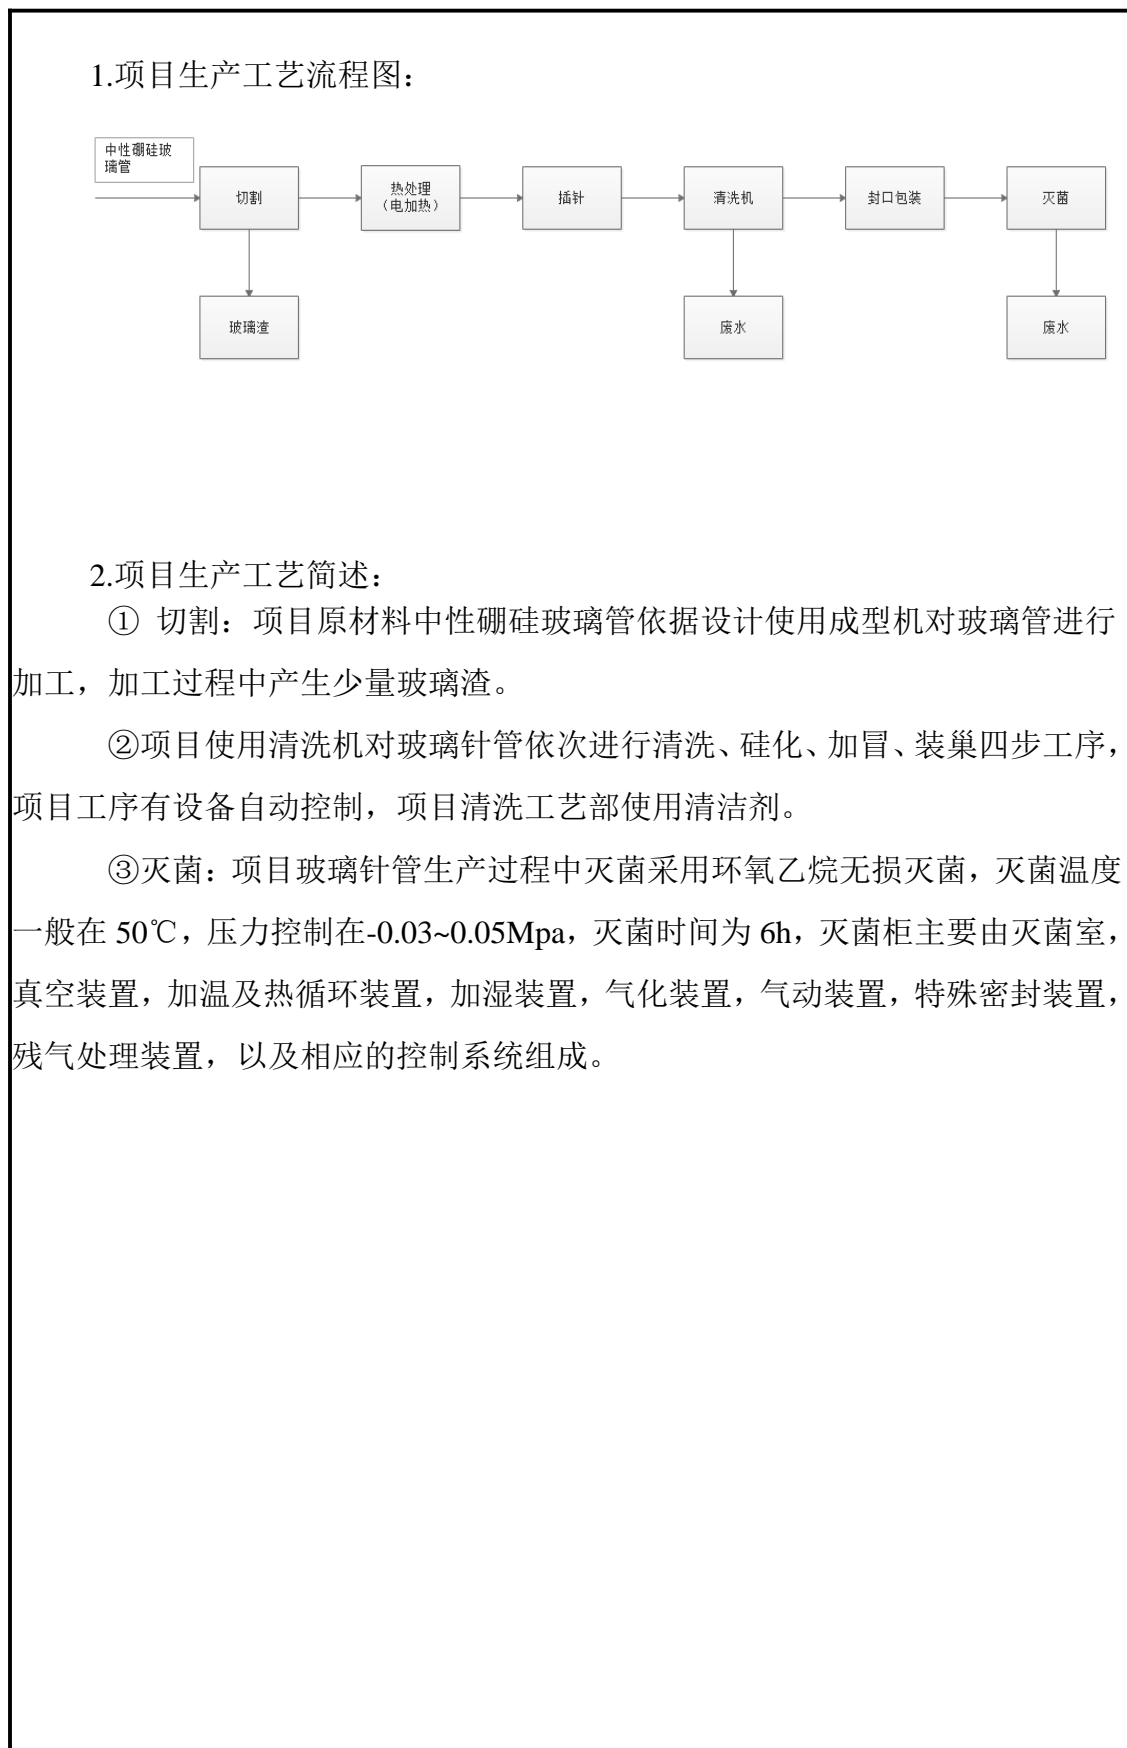 1.项目生产工艺流程图：
中性硼硅玻
璃管
切割
热处理
（电加热）
插针
清洗机
封口包装
灭菌
玻璃渣
废水
废水
2.项目生产工艺简述：
① 切割：项目原材料中性硼硅玻璃管依据设计使用成型机对玻璃管进行
加工，加工过程中产生少量玻璃渣。
②项目使用清洗机对玻璃针管依次进行清洗、硅化、加冒、装巢四步工序，
项目工序有设备自动控制，项目清洗工艺部使用清洁剂。
③灭菌：项目玻璃针管生产过程中灭菌采用环氧乙烷无损灭菌，灭菌温度
一般在 50℃，压力控制在-0.03~0.05Mpa，灭菌时间为 6h，灭菌柜主要由灭菌室，
真空装置，加温及热循环装置，加湿装置，气化装置，气动装置，特殊密封装置，
残气处理装置，以及相应的控制系统组成。